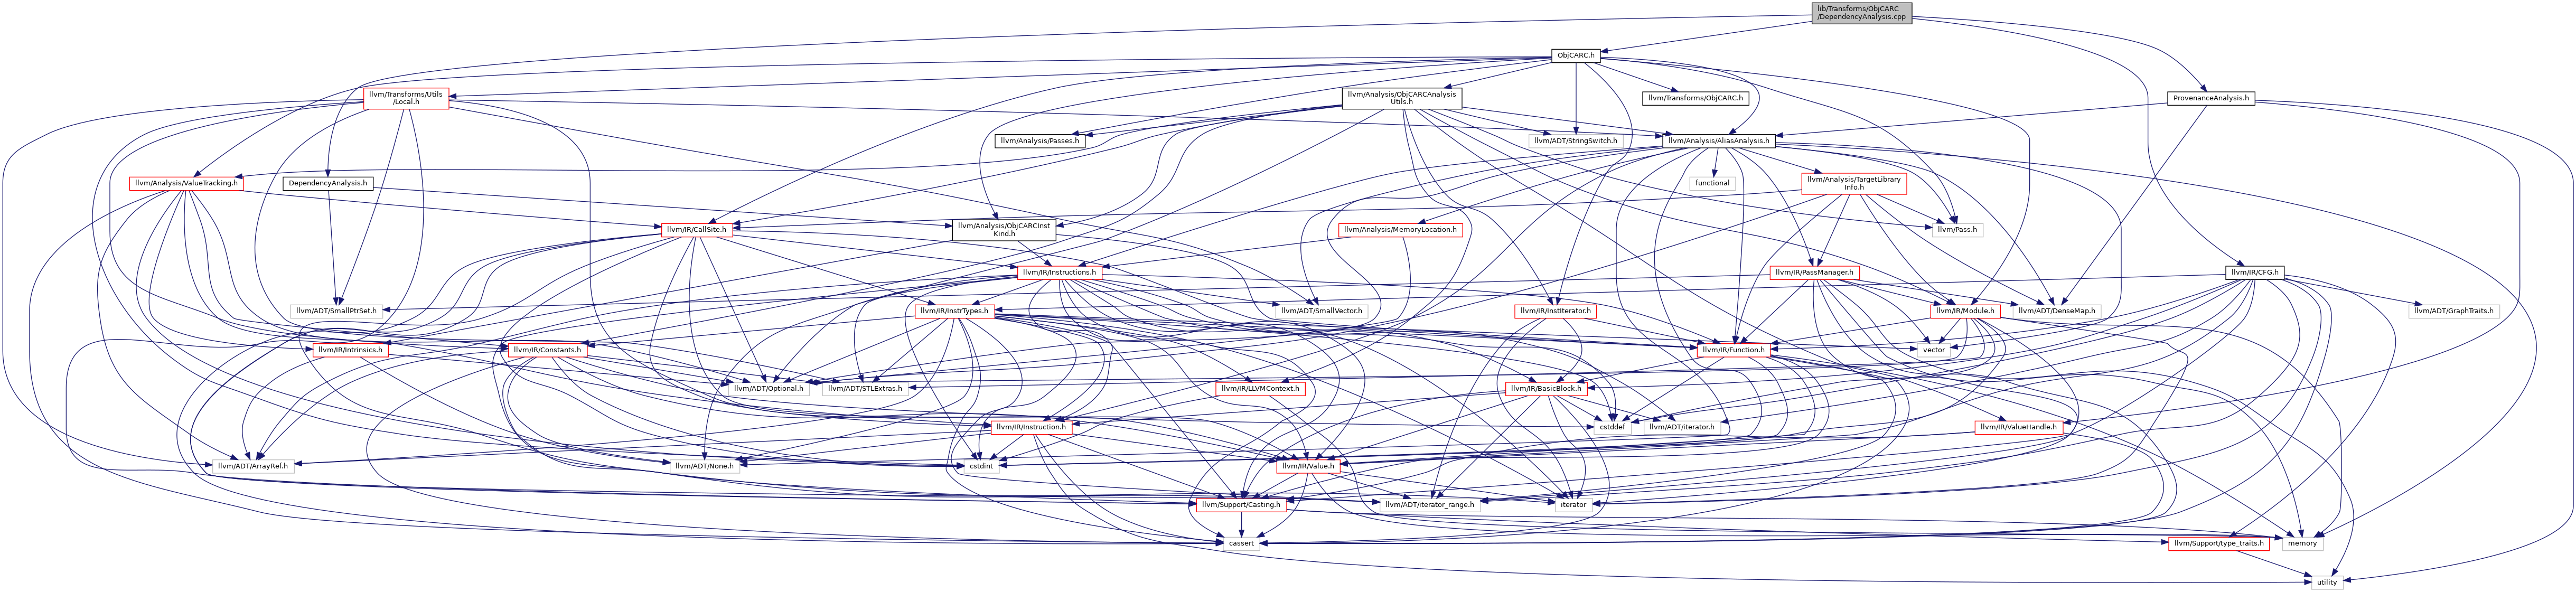 lib/Transforms/ObjCARC
/DependencyAnalysis.cpp
ObjCARC.h
llvm/Transforms/Utils
/Local.h
llvm/Analysis/ObjCARCAnalysis
Utils.h
llvm/Transforms/ObjCARC.h
ProvenanceAnalysis.h
llvm/Analysis/Passes.h
llvm/ADT/StringSwitch.h
llvm/Analysis/AliasAnalysis.h
llvm/Analysis/ValueTracking.h
DependencyAnalysis.h
functional
llvm/Analysis/TargetLibrary
Info.h
llvm/IR/CallSite.h
llvm/Analysis/ObjCARCInst
Kind.h
llvm/Analysis/MemoryLocation.h
llvm/Pass.h
llvm/IR/Instructions.h
llvm/IR/PassManager.h
llvm/IR/CFG.h
llvm/ADT/SmallPtrSet.h
llvm/IR/InstrTypes.h
llvm/ADT/SmallVector.h
llvm/IR/InstIterator.h
llvm/IR/Module.h
llvm/ADT/DenseMap.h
llvm/ADT/GraphTraits.h
llvm/IR/Intrinsics.h
llvm/IR/Constants.h
llvm/IR/Function.h
vector
llvm/ADT/Optional.h
llvm/ADT/STLExtras.h
llvm/IR/LLVMContext.h
llvm/IR/BasicBlock.h
llvm/IR/Instruction.h
cstddef
llvm/ADT/iterator.h
llvm/IR/ValueHandle.h
llvm/ADT/ArrayRef.h
llvm/ADT/None.h
cstdint
llvm/IR/Value.h
llvm/Support/Casting.h
llvm/ADT/iterator_range.h
iterator
cassert
llvm/Support/type_traits.h
memory
utility